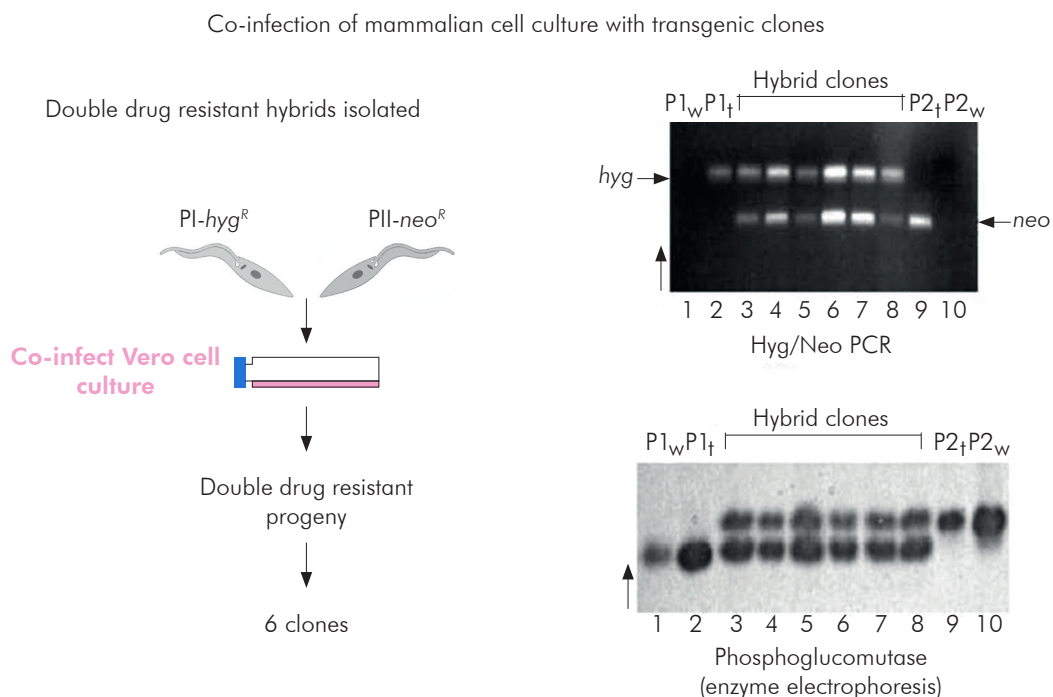 Co-infection of mammalian cell culture with transgenic clones
Double drug resistant hybrids isolated
PI-hygᴿ PII-neoᴿ
Co-infect Vero cell
culture
Double drug resistant
progeny
6 clones
Hybrid clones
P1w P1t P2t P2w
hyg
neo
1 2 3 4 5 6 7 8 9 10
Hyg/Neo PCR
Hybrid clones
P1w P1t P2t P2w
1 2 3 4 5 6 7 8 9 10
Phosphoglucomutase
(enzyme electrophoresis)